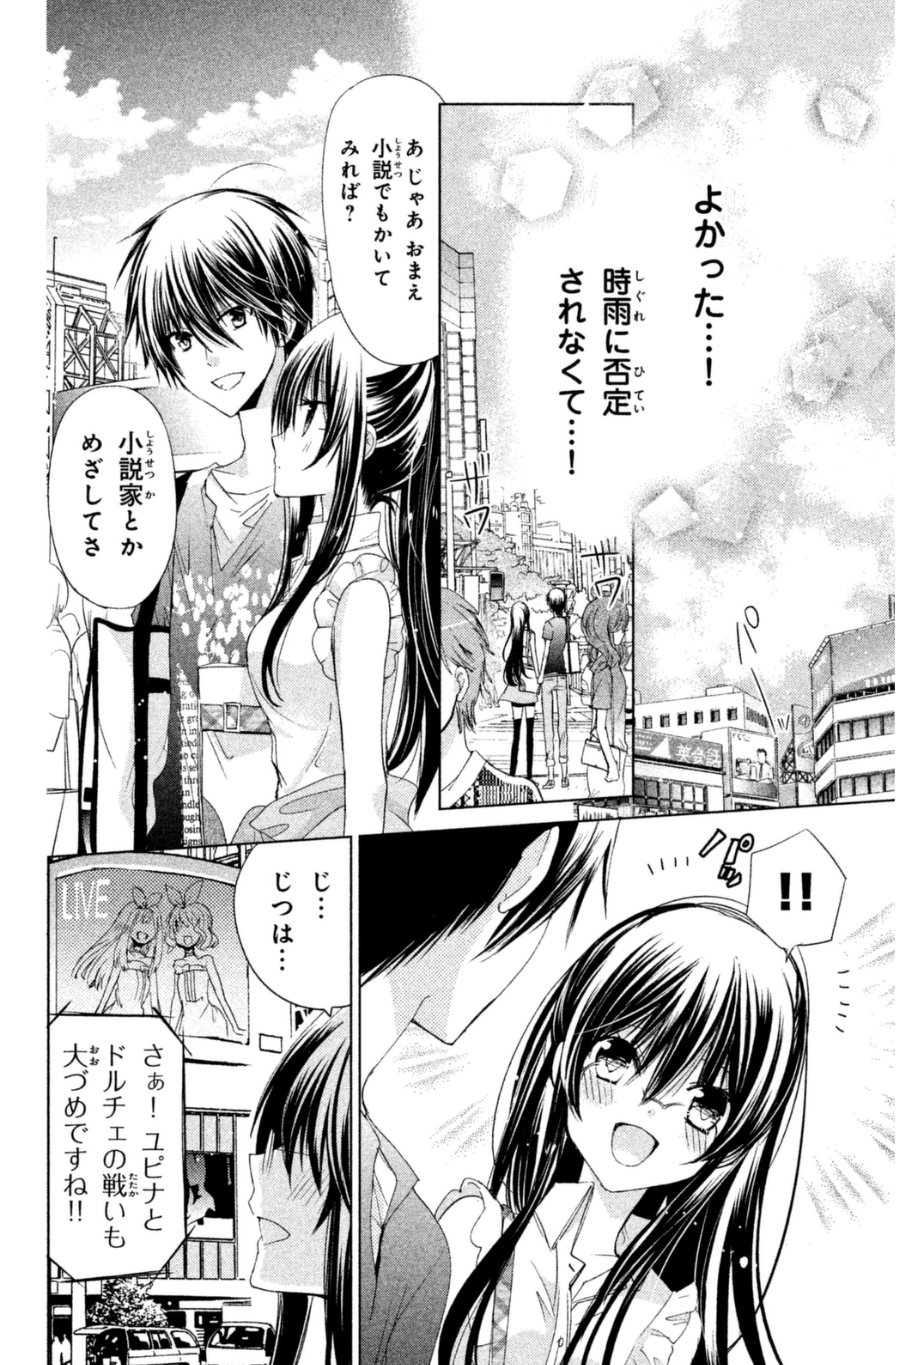 よかった…！
時雨に否定
されなくて…！
ザワ
ザワ
ザワ
あ じゃあ おまえ
小説でもかいて
みれば？
小説家とか
めざしてさ
!!
パッ
じ…
じつは…
LIVE
さぁ！ユピナと
ドルチェの戦いも
大づめですね!!